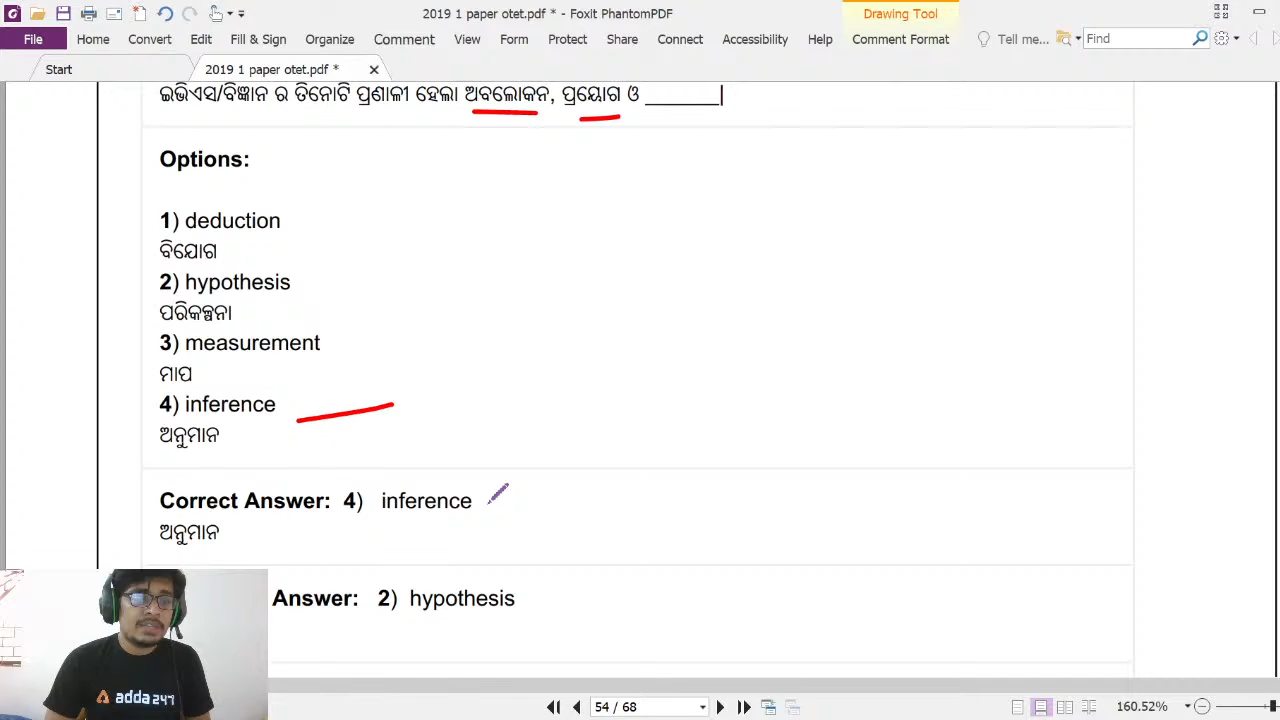 2019 1 paper otet.pdf * - Foxit PhantomPDF
Drawing Tool
File Home Convert Edit Fill & Sign Organize Comment View Form Protect Share Connect Accessibility Help Comment Format Tell me... Find
Start 2019 1 paper otet.pdf *
ଇଭିଏସ/ବିଜ୍ଞାନ ର ତିନୋଟି ପ୍ରଣାଳୀ ହେଲା ଅବଲୋକନ, ପ୍ରୟୋଗ ଓ ______|
Options:
1) deduction
ବିଯୋଗ
2) hypothesis
ପରିକଳ୍ପନା
3) measurement
ମାପ
4) inference
ଅନୁମାନ
Correct Answer: 4) inference
ଅନୁମାନ
Answer: 2) hypothesis
adda247
54 / 68
160.52%